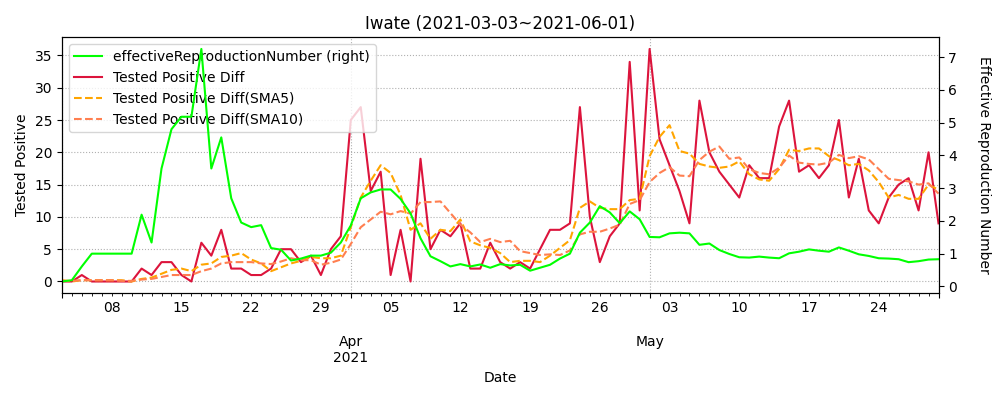 Iwate (2021-03-03~2021-06-01)
effectiveReproductionNumber (right)
Tested Positive Diff
Tested Positive Diff(SMA5)
Tested Positive Diff(SMA10)
Tested Positive
35
30
25
20
15
10
5
0
7
6
5
4
3
2
1
0
Effective Reproduction Number
08 15 22 29 05 12 19 26 03 10 17 24
Apr May
2021
Date